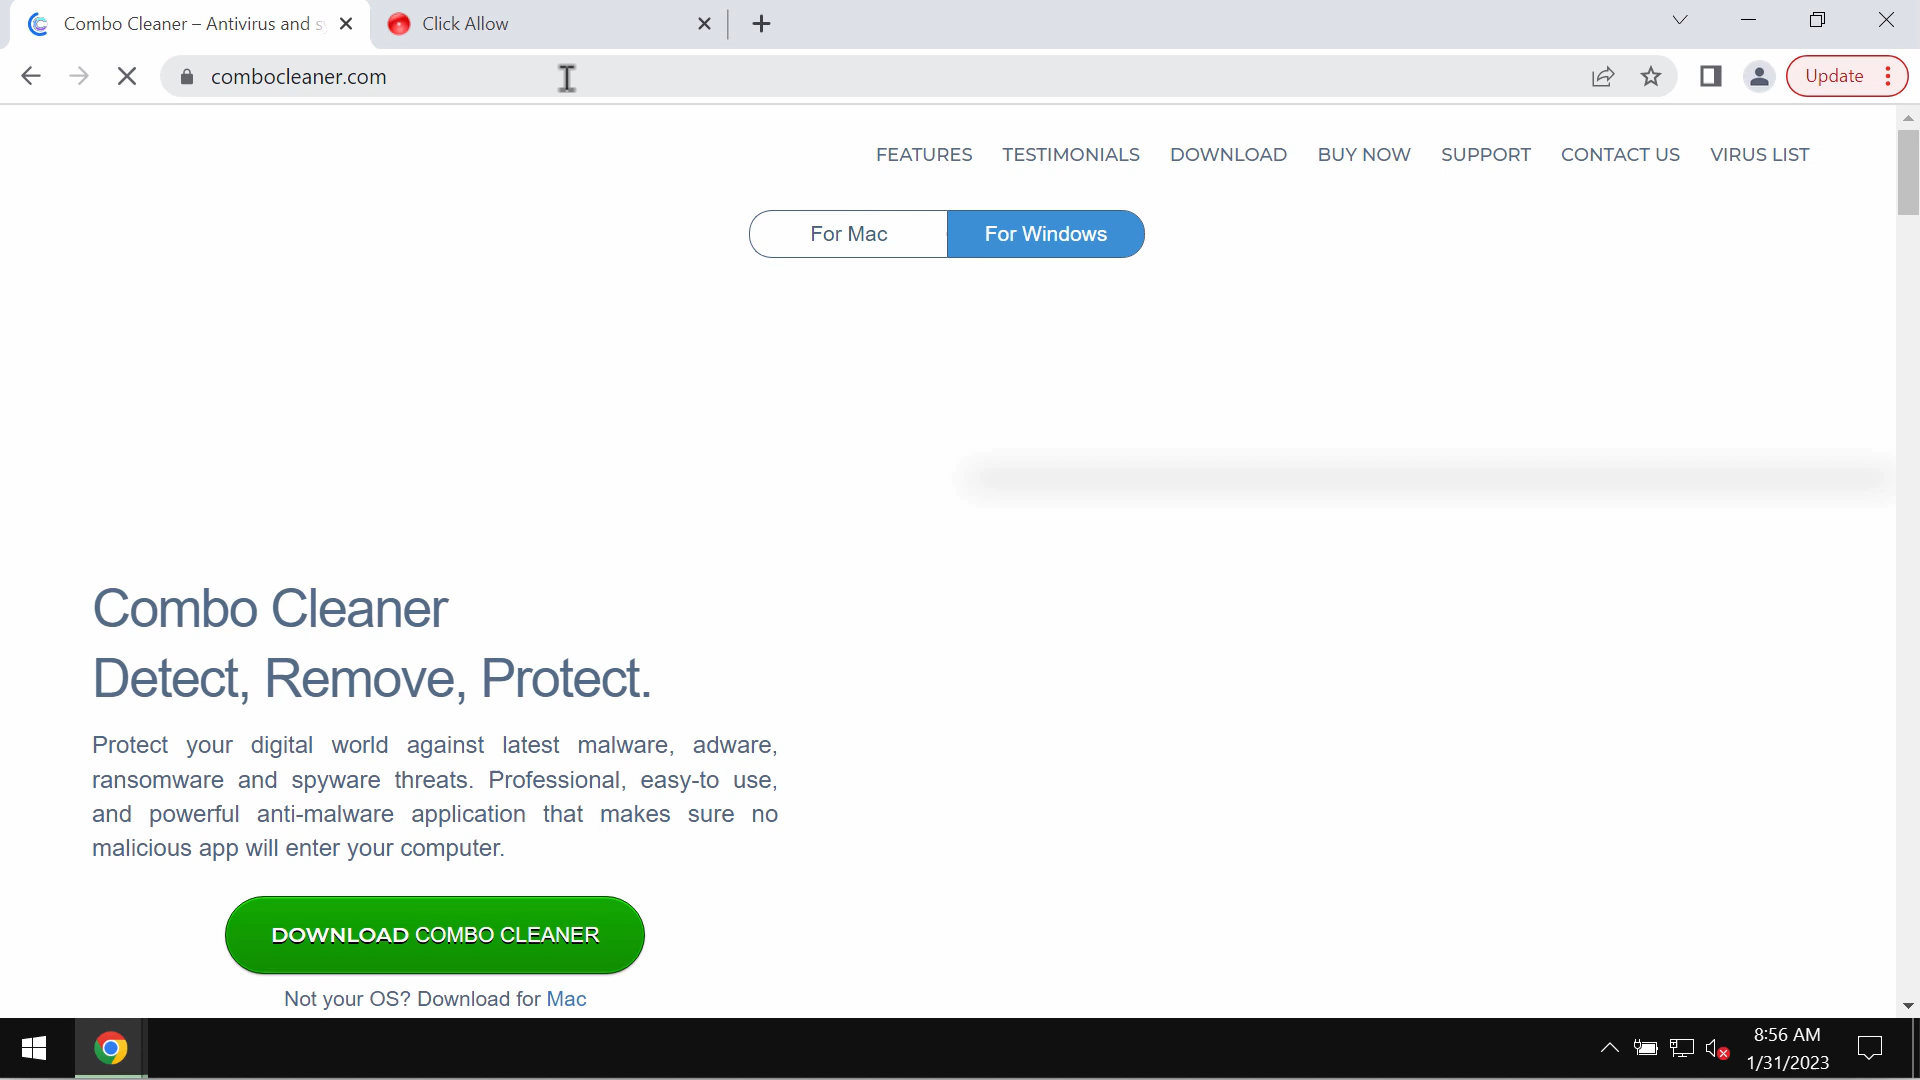 Combo Cleaner – Antivirus and s
Click Allow
combocleaner.com
Update
FEATURES TESTIMONIALS DOWNLOAD BUY NOW SUPPORT CONTACT US VIRUS LIST
For Mac For Windows
Combo Cleaner
Detect, Remove, Protect.
Protect your digital world against latest malware, adware,
ransomware and spyware threats. Professional, easy-to use,
and powerful anti-malware application that makes sure no
malicious app will enter your computer.
DOWNLOAD COMBO CLEANER
Not your OS? Download for Mac
8:56 AM
1/31/2023